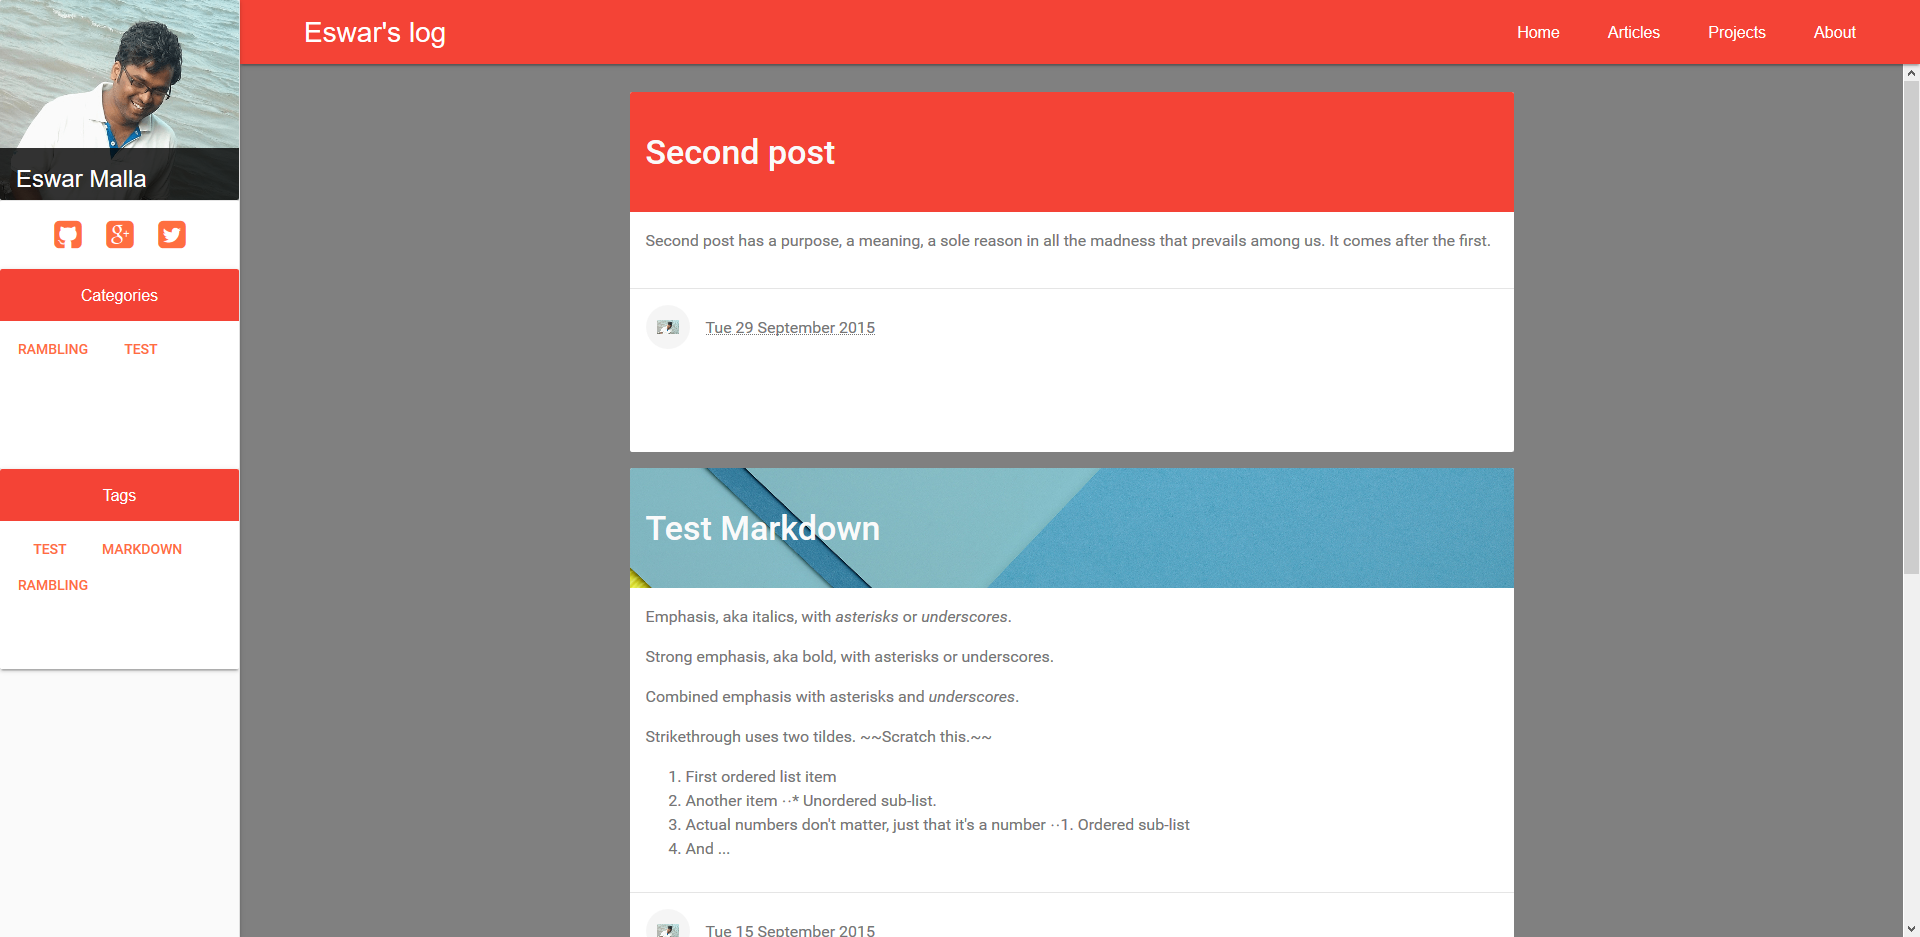 Eswar's log
Home
Articles
Projects
About
Eswar Malla
g+
Categories
RAMBLING
TEST
Tags
TEST
MARKDOWN
RAMBLING
Second post
Second post has a purpose, a meaning, a sole reason in all the madness that prevails among us. It comes after the first.
Tue 29 September 2015
Test Markdown
Emphasis, aka italics, with asterisks or underscores.
Strong emphasis, aka bold, with asterisks or underscores.
Combined emphasis with asterisks and underscores.
Strikethrough uses two tildes. ~~Scratch this.~~
1. First ordered list item
2. Another item ··* Unordered sub-list.
3. Actual numbers don't matter, just that it's a number ··1. Ordered sub-list
4. And ...
Tue 15 September 2015